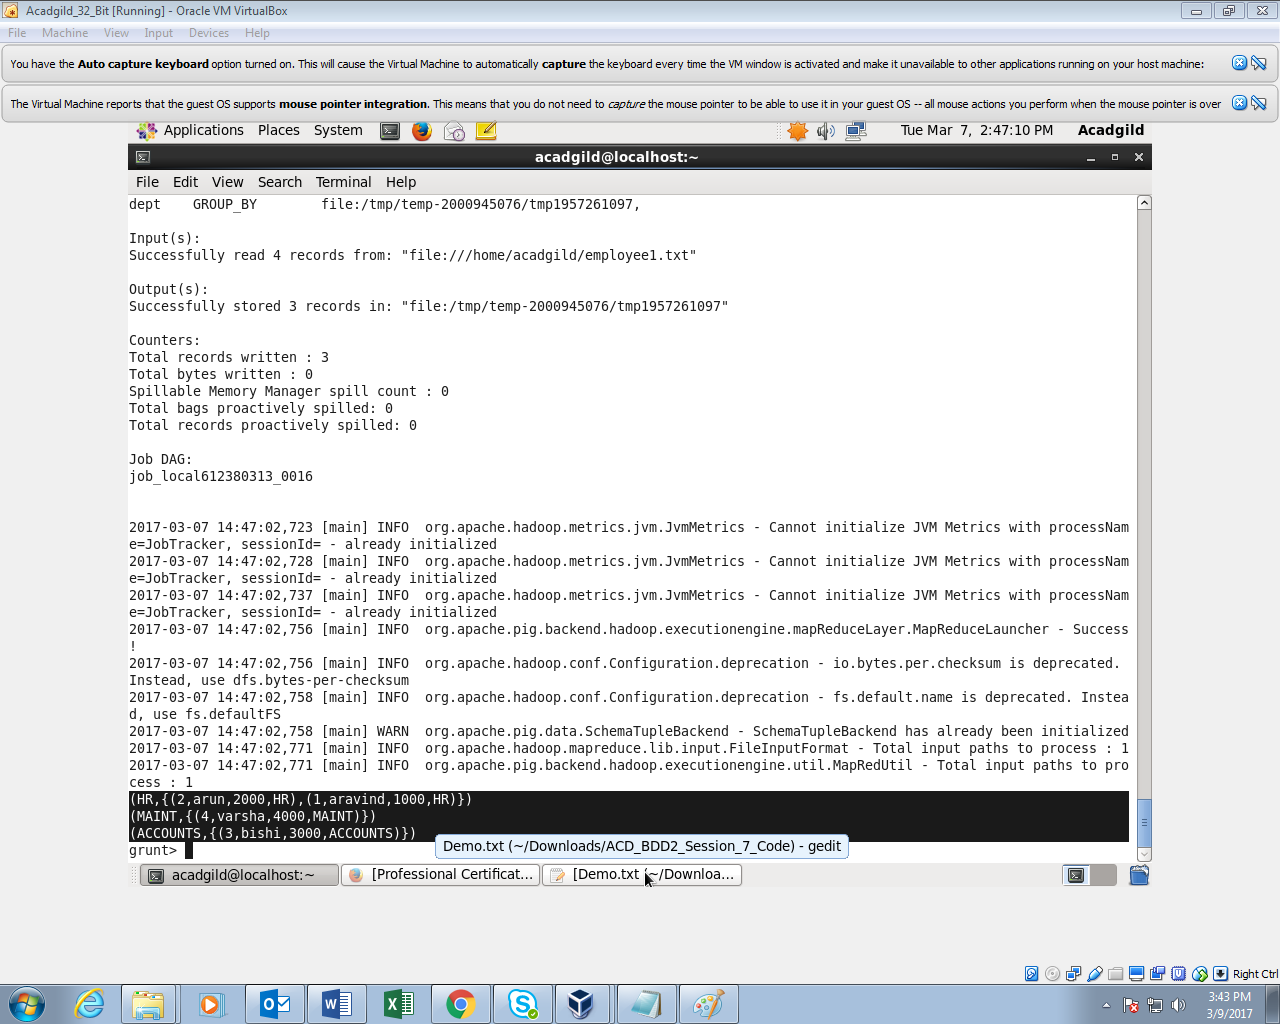 Acadgild_32_Bit [Running] - Oracle VM VirtualBox
File Machine View Input Devices Help
You have the Auto capture keyboard option turned on. This will cause the Virtual Machine to automatically capture the keyboard every time the VM window is activated and make it unavailable to other applications running on your host machine:
The Virtual Machine reports that the guest OS supports mouse pointer integration. This means that you do not need to capture the mouse pointer to be able to use it in your guest OS -- all mouse actions you perform when the mouse pointer is over
Applications Places System Tue Mar 7, 2:47:10 PM Acadgild
acadgild@localhost:~
File Edit View Search Terminal Help
dept    GROUP_BY        file:/tmp/temp-2000945076/tmp1957261097,
Input(s):
Successfully read 4 records from: "file:///home/acadgild/employee1.txt"
Output(s):
Successfully stored 3 records in: "file:/tmp/temp-2000945076/tmp1957261097"
Counters:
Total records written : 3
Total bytes written : 0
Spillable Memory Manager spill count : 0
Total bags proactively spilled: 0
Total records proactively spilled: 0
Job DAG:
job_local612380313_0016
2017-03-07 14:47:02,723 [main] INFO  org.apache.hadoop.metrics.jvm.JvmMetrics - Cannot initialize JVM Metrics with processNam
e=JobTracker, sessionId= - already initialized
2017-03-07 14:47:02,728 [main] INFO  org.apache.hadoop.metrics.jvm.JvmMetrics - Cannot initialize JVM Metrics with processNam
e=JobTracker, sessionId= - already initialized
2017-03-07 14:47:02,737 [main] INFO  org.apache.hadoop.metrics.jvm.JvmMetrics - Cannot initialize JVM Metrics with processNam
e=JobTracker, sessionId= - already initialized
2017-03-07 14:47:02,756 [main] INFO  org.apache.pig.backend.hadoop.executionengine.mapReduceLayer.MapReduceLauncher - Success
!
2017-03-07 14:47:02,756 [main] INFO  org.apache.hadoop.conf.Configuration.deprecation - io.bytes.per.checksum is deprecated.
Instead, use dfs.bytes-per-checksum
2017-03-07 14:47:02,758 [main] INFO  org.apache.hadoop.conf.Configuration.deprecation - fs.default.name is deprecated. Instea
d, use fs.defaultFS
2017-03-07 14:47:02,758 [main] WARN  org.apache.pig.data.SchemaTupleBackend - SchemaTupleBackend has already been initialized
2017-03-07 14:47:02,771 [main] INFO  org.apache.hadoop.mapreduce.lib.input.FileInputFormat - Total input paths to process : 1
2017-03-07 14:47:02,771 [main] INFO  org.apache.pig.backend.hadoop.executionengine.util.MapRedUtil - Total input paths to pro
cess : 1
(HR,{(2,arun,2000,HR),(1,aravind,1000,HR)})
(MAINT,{(4,varsha,4000,MAINT)})
(ACCOUNTS,{(3,bishi,3000,ACCOUNTS)})
grunt>
Demo.txt (~/Downloads/ACD_BDD2_Session_7_Code) - gedit
acadgild@localhost:~ [Professional Certificat... [Demo.txt (~/Downloa...
Right Ctrl
3:43 PM
3/9/2017